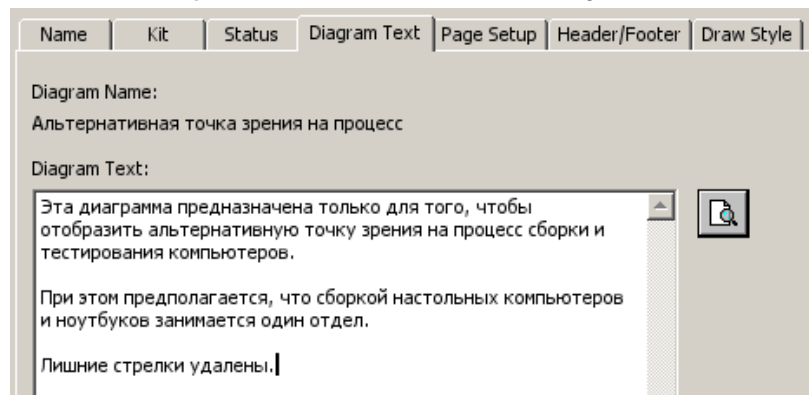 Name Kit Status Diagram Text Page Setup Header/Footer Draw Style
Diagram Name:
Альтернативная точка зрения на процесс
Diagram Text:
Эта диаграмма предназначена только для того, чтобы
отобразить альтернативную точку зрения на процесс сборки и
тестирования компьютеров.
При этом предполагается, что сборкой настольных компьютеров
и ноутбуков занимается один отдел.
Лишние стрелки удалены.